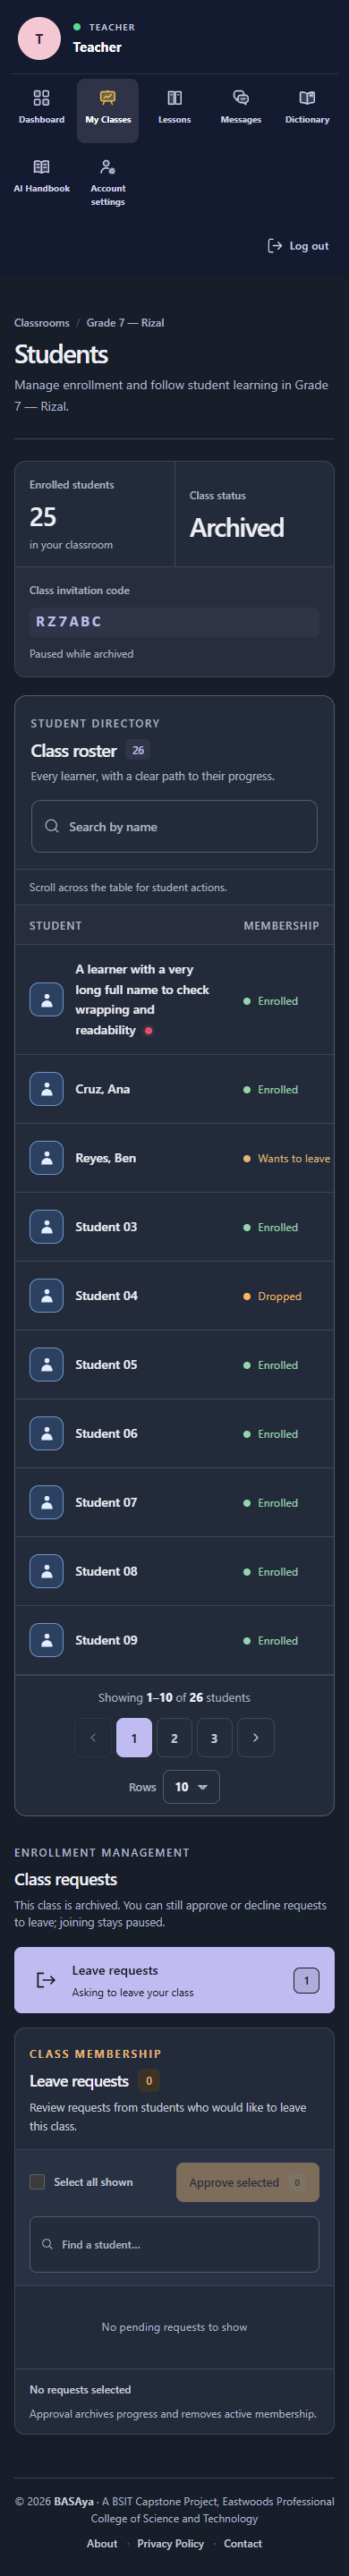 T
TEACHER
Teacher
Dashboard
My Classes
Lessons
Messages
Dictionary
AI Handbook
Account
settings
Log out
Classrooms / Grade 7 — Rizal
Students
Manage enrollment and follow student learning in Grade
7 — Rizal.
Enrolled students
25
in your classroom
Class status
Archived
Class invitation code
RZ7ABC
Paused while archived
STUDENT DIRECTORY
Class roster 26
Every learner, with a clear path to their progress.
Search by name
Scroll across the table for student actions.
STUDENT MEMBERSHIP
A learner with a very
long full name to check
wrapping and
readability
Enrolled
Cruz, Ana Enrolled
Reyes, Ben Wants to leave
Student 03 Enrolled
Student 04 Dropped
Student 05 Enrolled
Student 06 Enrolled
Student 07 Enrolled
Student 08 Enrolled
Student 09 Enrolled
Showing 1–10 of 26 students
1 2 3
Rows 10
ENROLLMENT MANAGEMENT
Class requests
This class is archived. You can still approve or decline requests
to leave; joining stays paused.
Leave requests
Asking to leave your class
1
CLASS MEMBERSHIP
Leave requests 0
Review requests from students who would like to leave
this class.
Select all shown
Approve selected 0
Find a student...
No pending requests to show
No requests selected
Approval archives progress and removes active membership.
© 2026 BASAya · A BSIT Capstone Project, Eastwoods Professional
College of Science and Technology
About · Privacy Policy · Contact